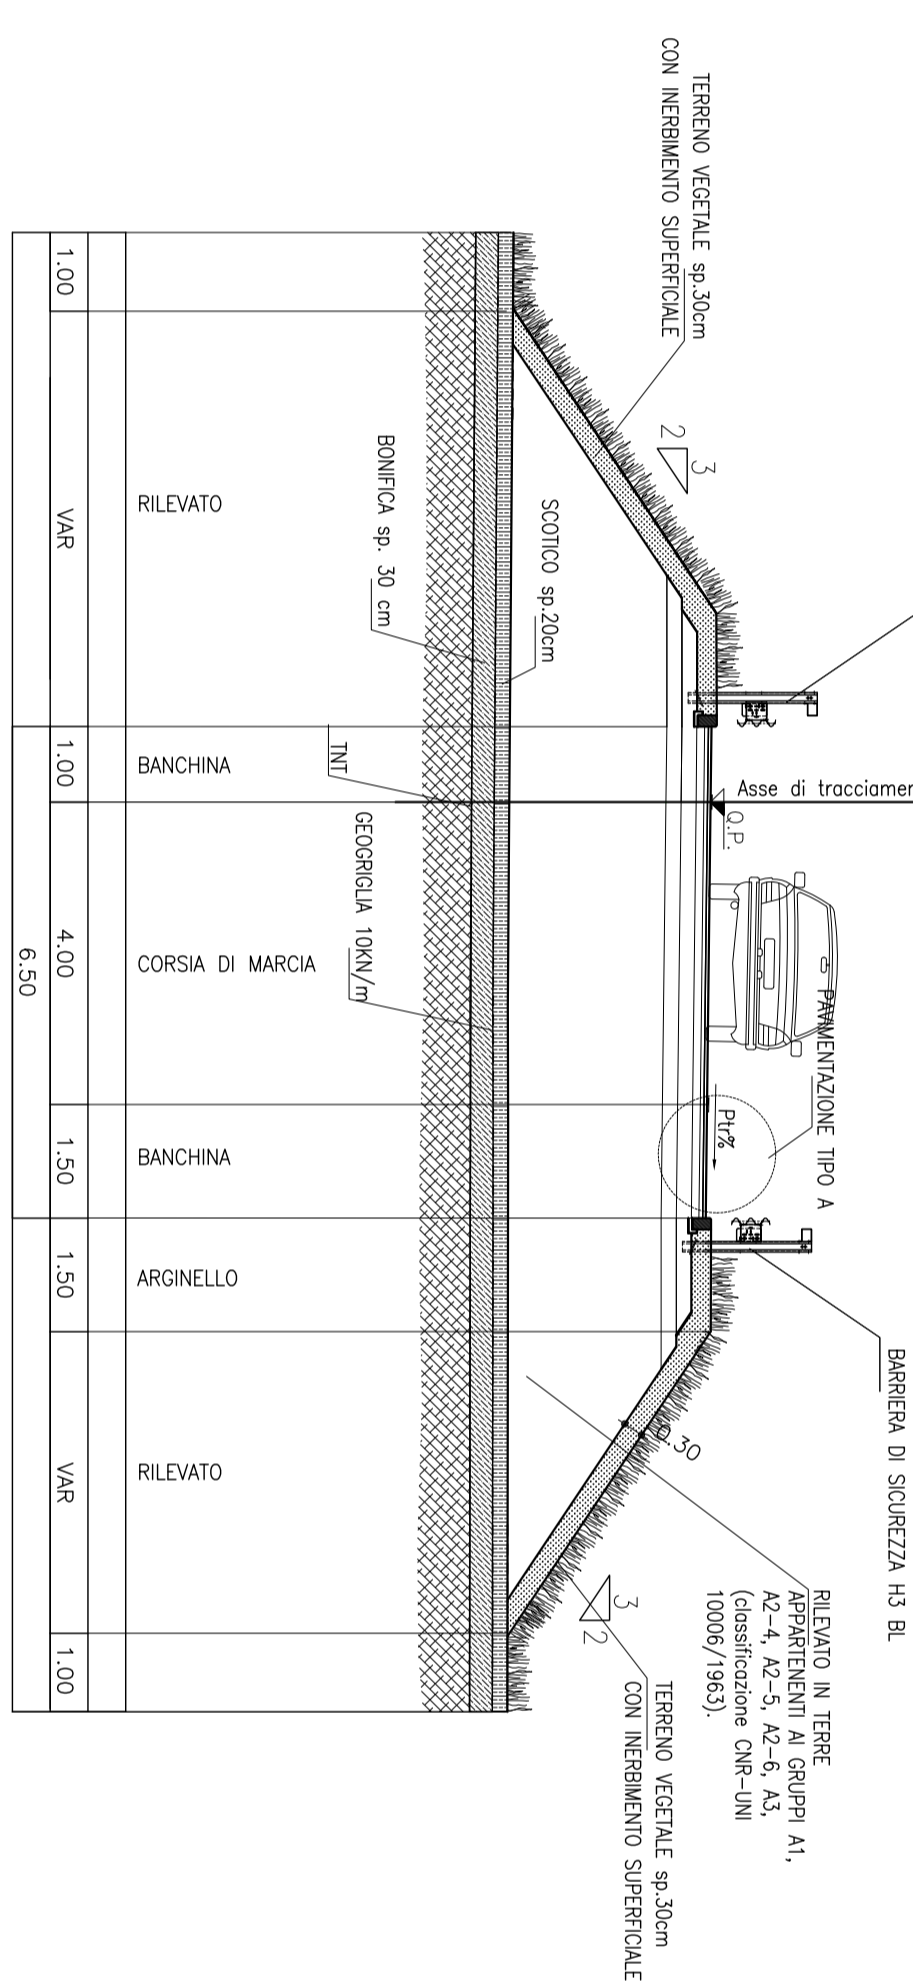 TERRENO VEGETALE sp.30cm
CON INERBIMENTO SUPERFICIALE
3
2
Asse di tracciamen
Q.P.
PAVIMENTAZIONE TIPO A
Ptr%
BARRIERA DI SICUREZZA H3 BL
0.30
RILEVATO IN TERRE
APPARTENENTI AI GRUPPI A1,
A2-4, A2-5, A2-6, A3,
(classificazione CNR-UNI
10006/1963).
3
2
TERRENO VEGETALE sp.30cm
CON INERBIMENTO SUPERFICIALE
SCOTICO sp.20cm
BONIFICA sp. 30 cm
TNT
GEOGRIGLIA 10KN/m
RILEVATO
BANCHINA
CORSIA DI MARCIA
BANCHINA
ARGINELLO
RILEVATO
1.00
VAR
1.00
4.00
1.50
1.50
VAR
1.00
6.50